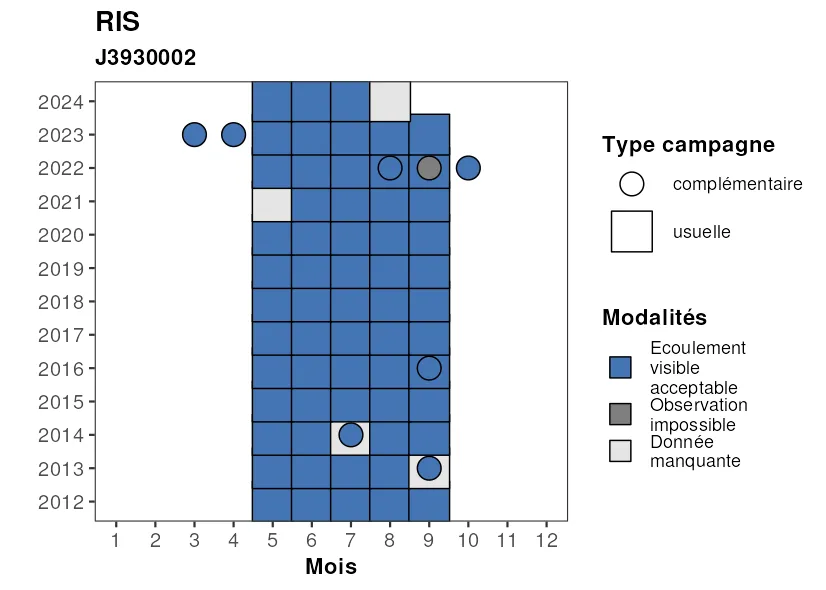 RIS
J3930002
2024
2023
2022
2021
2020
2019
2018
2017
2016
2015
2014
2013
2012
1 2 3 4 5 6 7 8 9 10 11 12
Mois
Type campagne
complémentaire
usuelle
Modalités
Ecoulement
visible
acceptable
Observation
impossible
Donnée
manquante